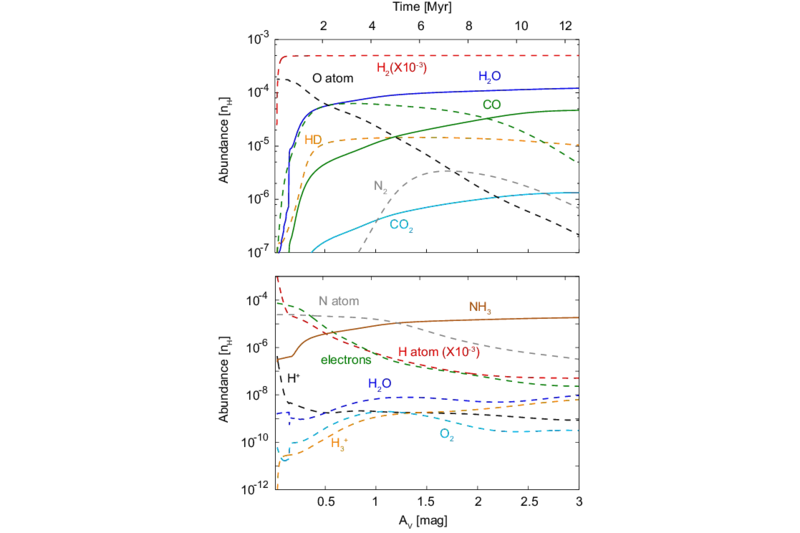 Time [Myr]
2 4 6 8 10 12
10-3
10-4
10-5
10-6
10-7
Abundance [nH]
H2(X10-3)
O atom
H2O
CO
HD
N2
CO2
10-4
10-6
10-8
10-10
10-12
Abundance [nH]
N atom
NH3
electrons
H atom (X10-3)
H+
H2O
H3+
O2
0.5 1 1.5 2 2.5 3
AV [mag]